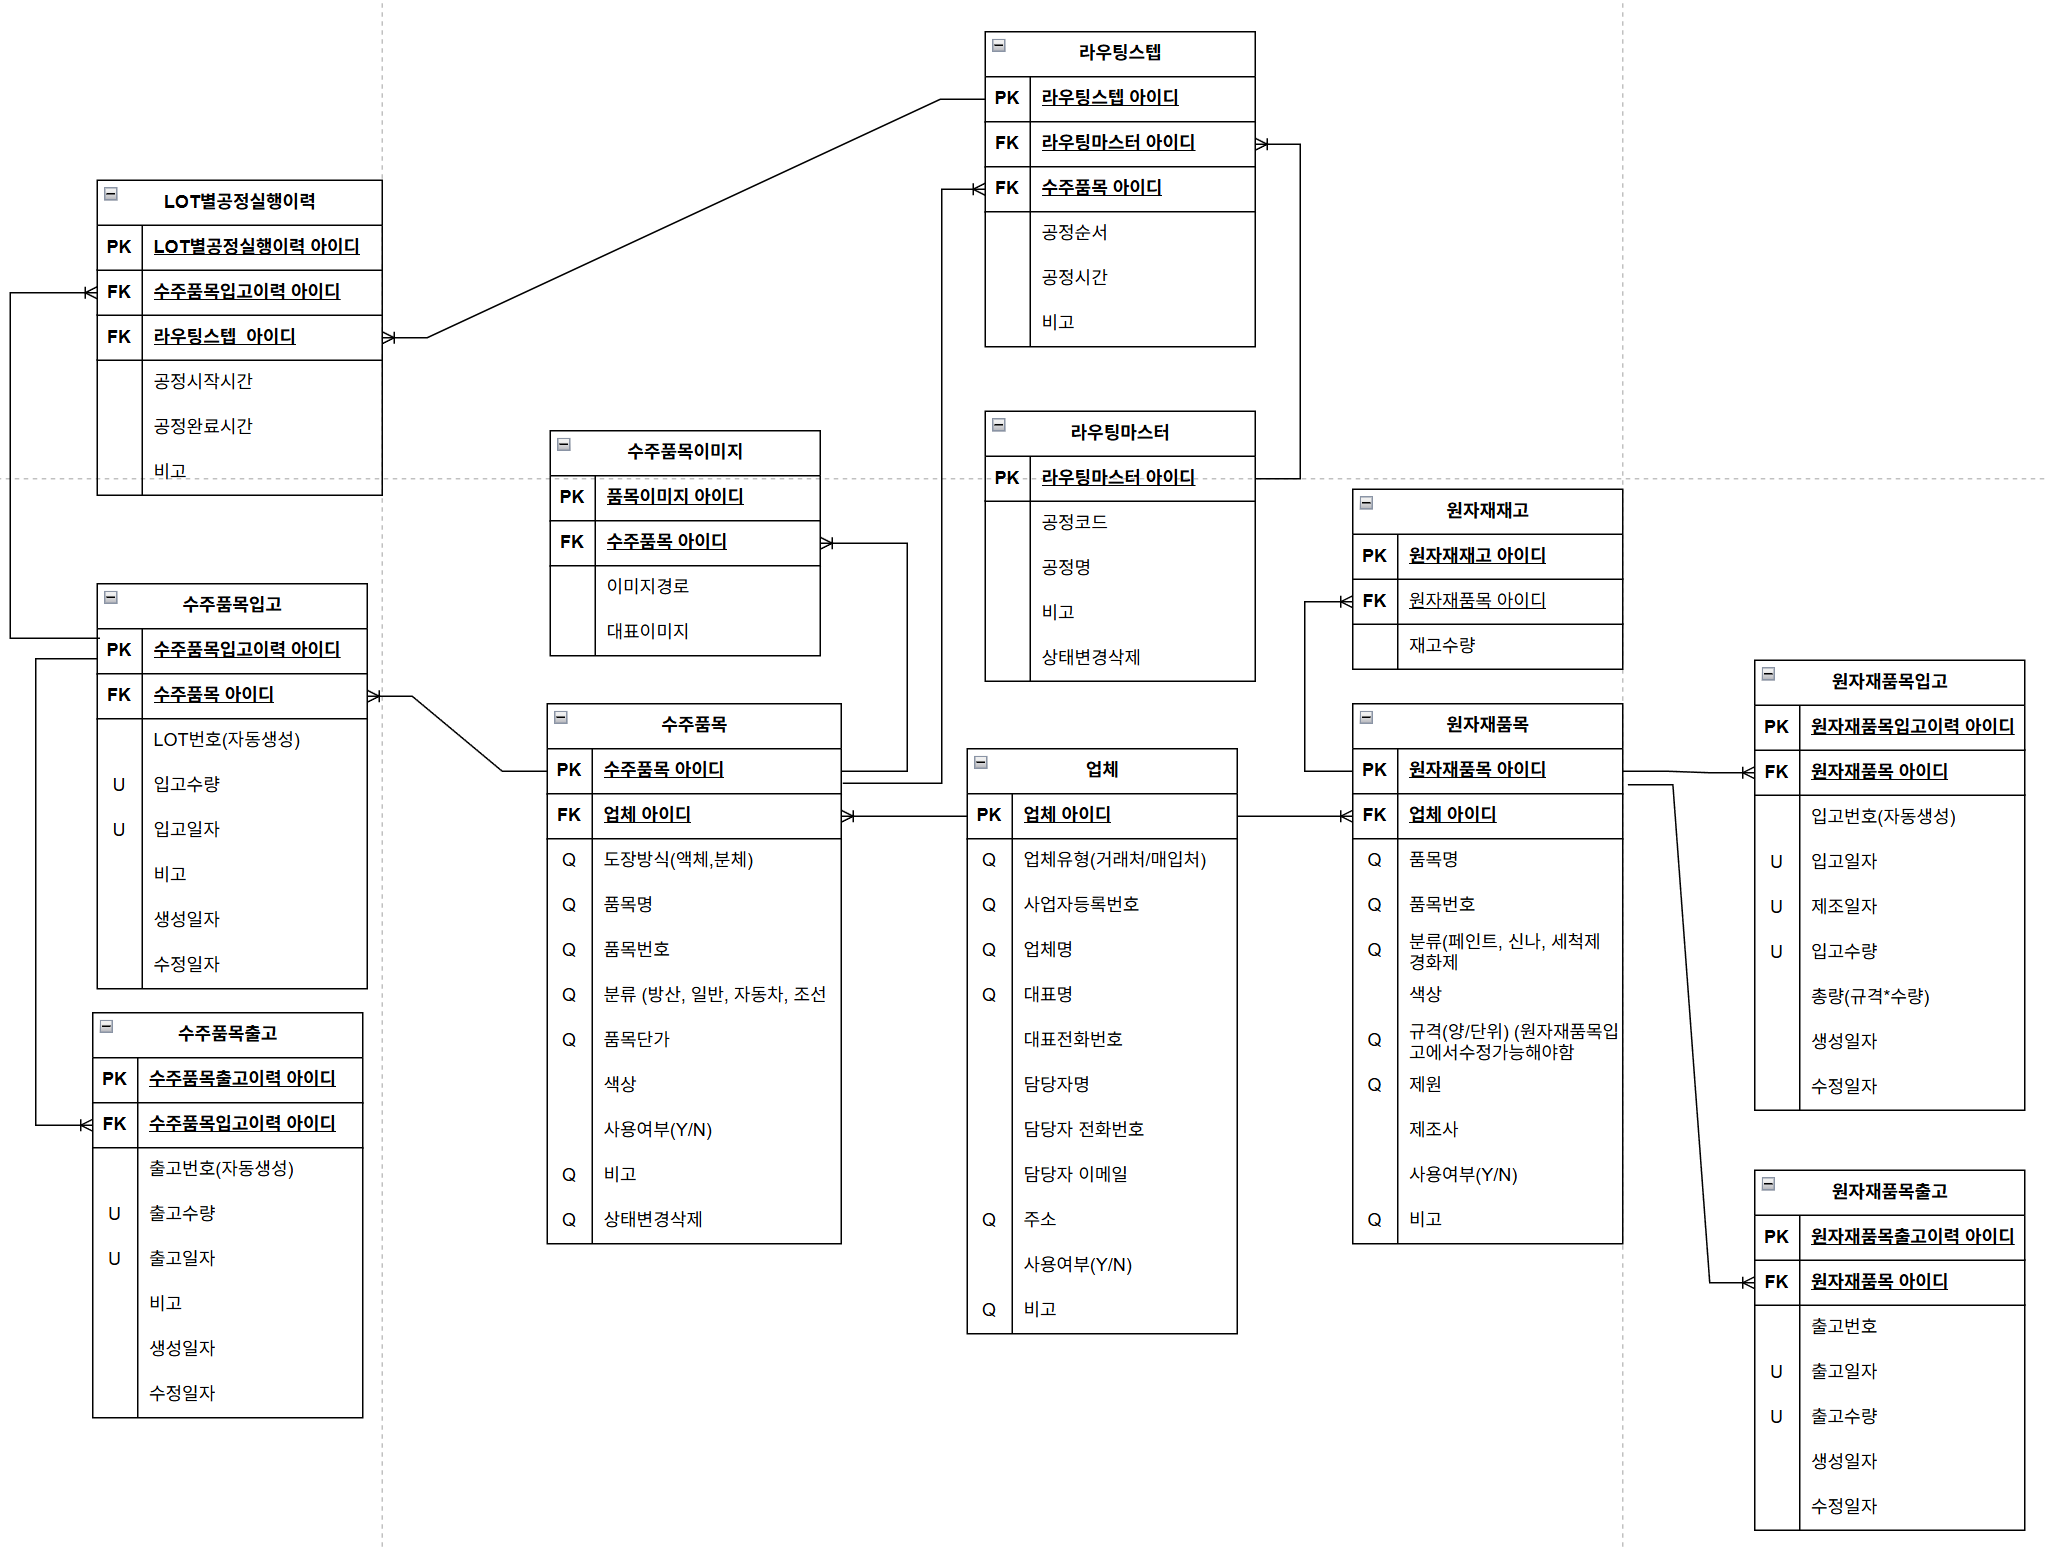 라우팅스텝
PK 라우팅스텝 아이디
FK 라우팅마스터 아이디
FK 수주품목 아이디
공정순서
공정시간
비고
LOT별공정실행이력
PK LOT별공정실행이력 아이디
FK 수주품목입고이력 아이디
FK 라우팅스텝 아이디
공정시작시간
공정완료시간
비고
수주품목이미지
PK 품목이미지 아이디
FK 수주품목 아이디
이미지경로
대표이미지
라우팅마스터
PK 라우팅마스터 아이디
공정코드
공정명
비고
상태변경삭제
원자재재고
PK 원자재재고 아이디
FK 원자재품목 아이디
재고수량
수주품목입고
PK 수주품목입고이력 아이디
FK 수주품목 아이디
LOT번호(자동생성)
U 입고수량
U 입고일자
비고
생성일자
수정일자
수주품목출고
PK 수주품목출고이력 아이디
FK 수주품목입고이력 아이디
출고번호(자동생성)
U 출고수량
U 출고일자
비고
생성일자
수정일자
수주품목
PK 수주품목 아이디
FK 업체 아이디
Q 도장방식(액체,분체)
Q 품목명
Q 품목번호
Q 분류 (방산, 일반, 자동차, 조선
Q 품목단가
색상
사용여부(Y/N)
Q 비고
Q 상태변경삭제
업체
PK 업체 아이디
Q 업체유형(거래처/매입처)
Q 사업자등록번호
Q 업체명
Q 대표명
대표전화번호
담당자명
담당자 전화번호
담당자 이메일
Q 주소
사용여부(Y/N)
Q 비고
원자재품목
PK 원자재품목 아이디
FK 업체 아이디
Q 품목명
Q 품목번호
Q 분류(페인트, 신나, 세척제
경화제
색상
Q 규격(양/단위) (원자재품목입
고에서수정가능해야함
Q 제원
제조사
사용여부(Y/N)
Q 비고
원자재품목입고
PK 원자재품목입고이력 아이디
FK 원자재품목 아이디
입고번호(자동생성)
U 입고일자
U 제조일자
U 입고수량
총량(규격*수량)
생성일자
수정일자
원자재품목출고
PK 원자재품목출고이력 아이디
FK 원자재품목 아이디
출고번호
U 출고일자
U 출고수량
생성일자
수정일자